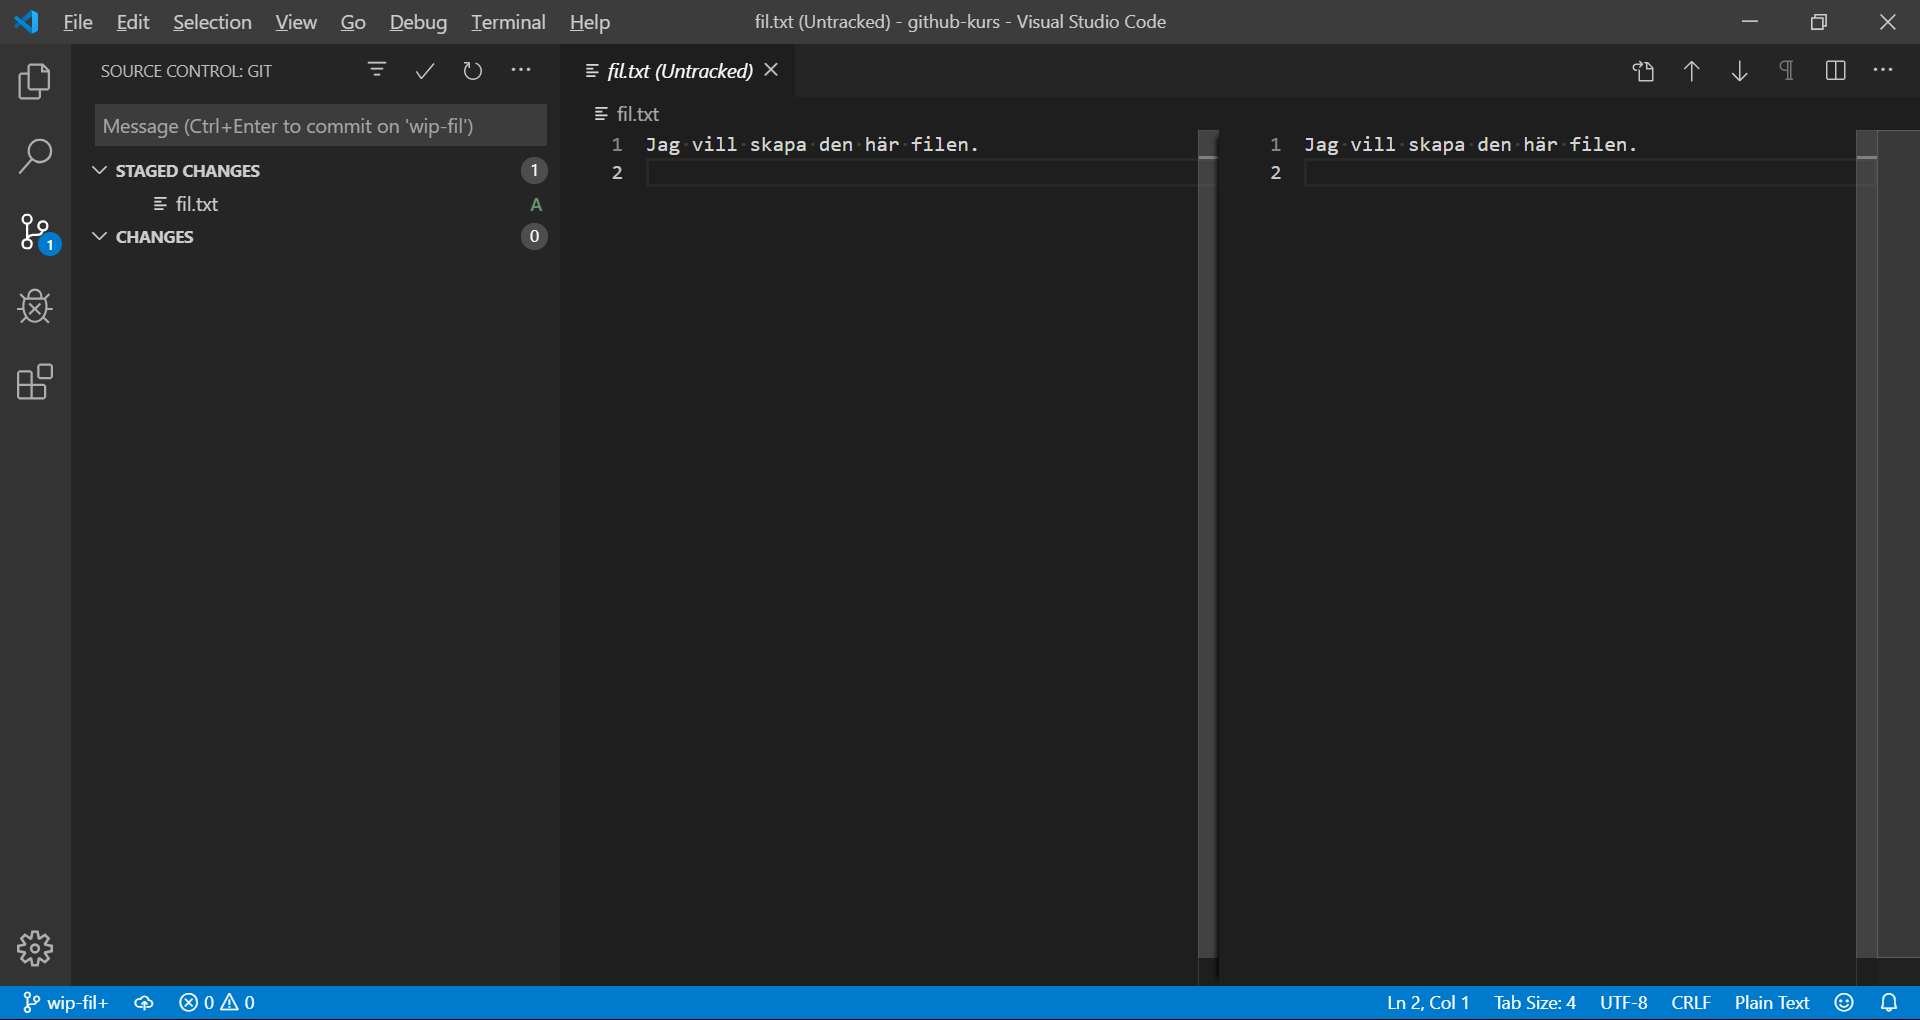 File Edit Selection View Go Debug Terminal Help fil.txt (Untracked) - github-kurs - Visual Studio Code
SOURCE CONTROL: GIT
Message (Ctrl+Enter to commit on 'wip-fil')
STAGED CHANGES 1
fil.txt A
CHANGES 0
1
fil.txt (Untracked)
fil.txt
1 Jag vill skapa den här filen.
2
1 Jag vill skapa den här filen.
2
wip-fil+ 0 0 Ln 2, Col 1 Tab Size: 4 UTF-8 CRLF Plain Text